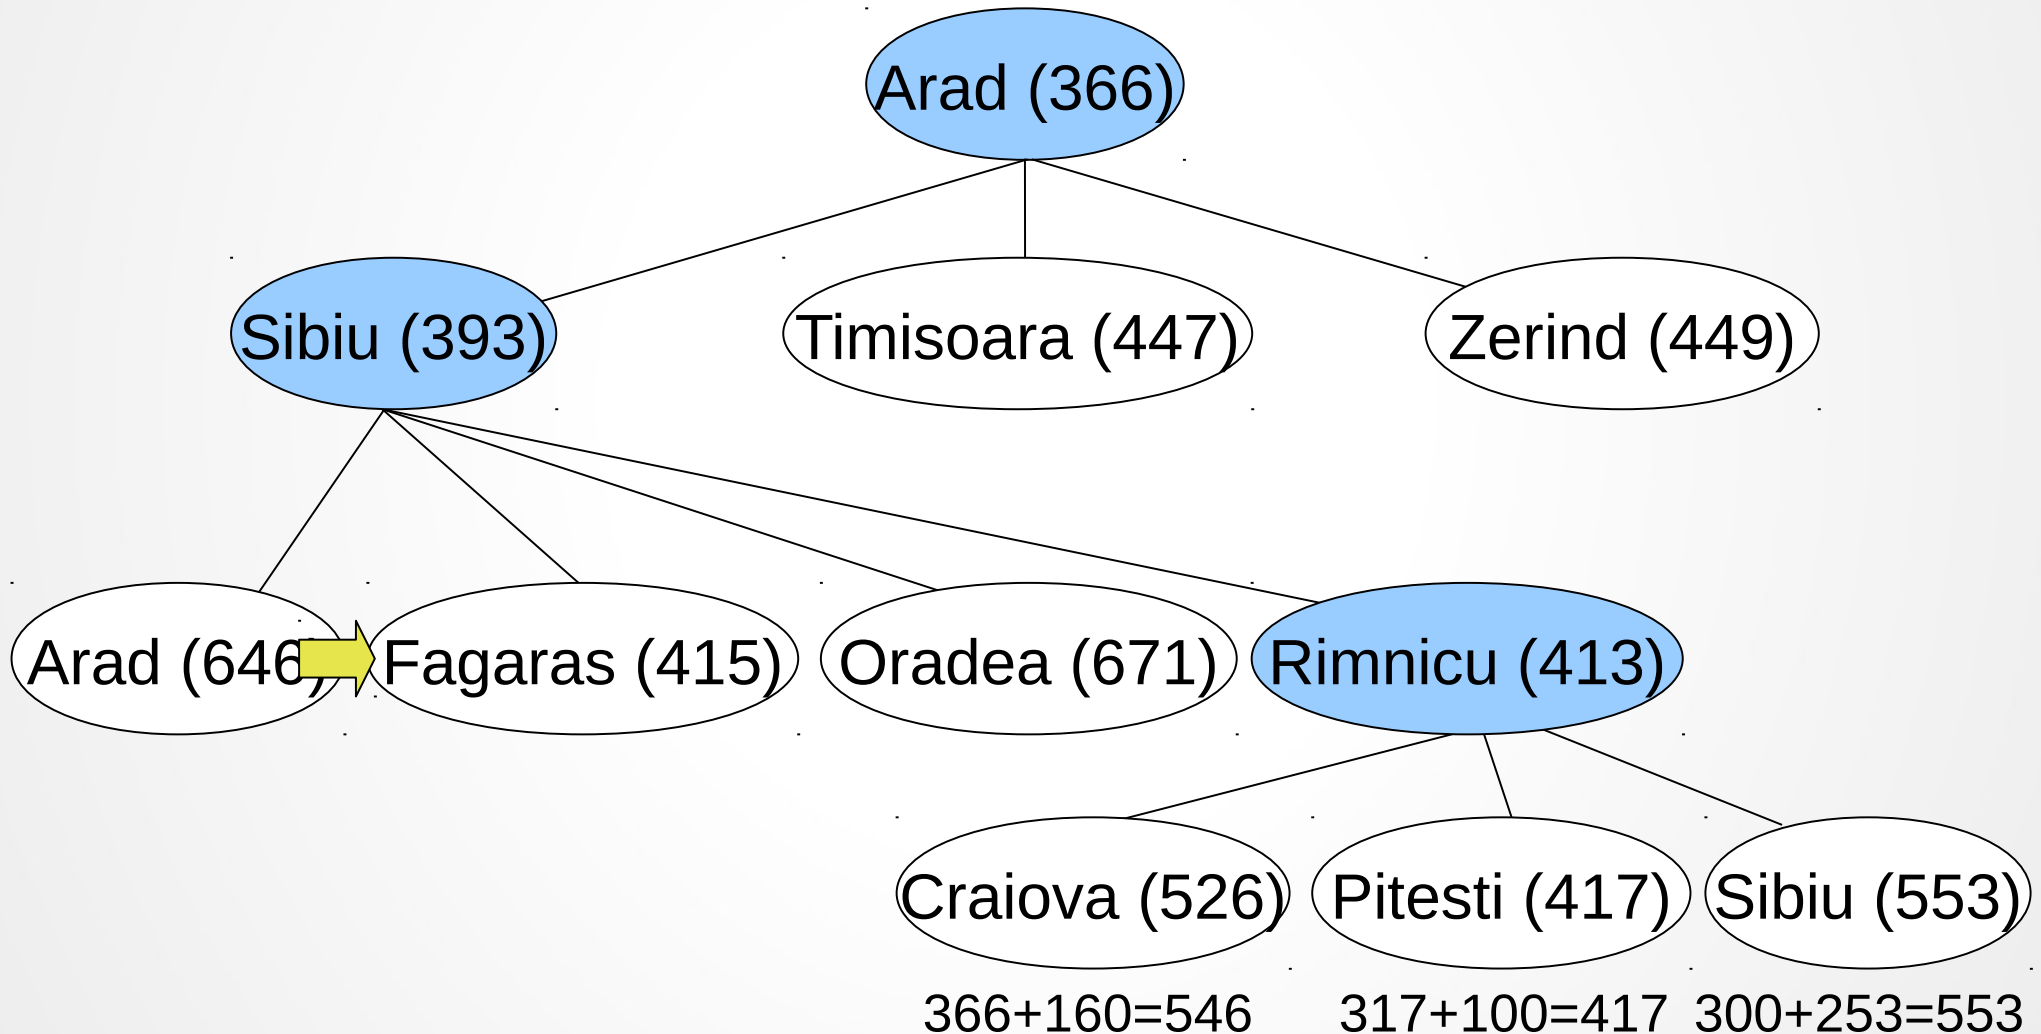 Arad (366)
Sibiu (393)
Timisoara (447)
Zerind (449)
Arad (646)
Fagaras (415)
Oradea (671)
Rimnicu (413)
Craiova (526)
Pitesti (417)
Sibiu (553)
366+160=546
317+100=417
300+253=553